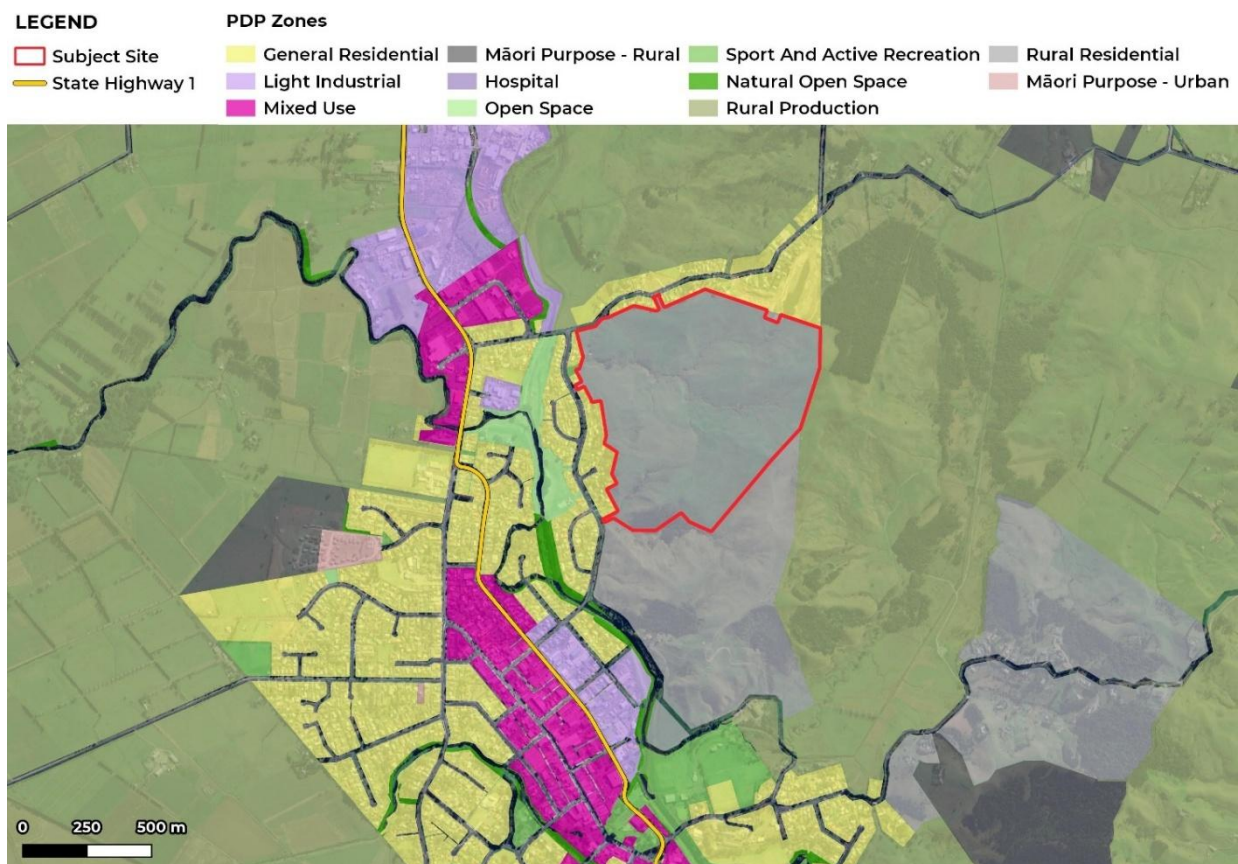 LEGEND
Subject Site
State Highway 1
PDP Zones
General Residential
Light Industrial
Mixed Use
Māori Purpose - Rural
Hospital
Open Space
Sport And Active Recreation
Natural Open Space
Rural Production
Rural Residential
Māori Purpose - Urban
0 250 500 m